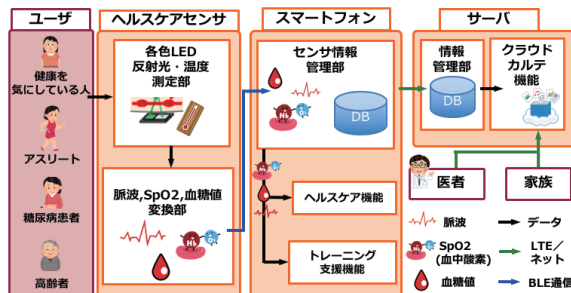 ユーザ
健康を
気にしている人
アスリート
糖尿病患者
高齢者
ヘルスケアセンサ
各色LED
反射光・温度
測定部
脈波,SpO2,血糖値
変換部
スマートフォン
センサ情報
管理部
DB
ヘルスケア機能
トレーニング
支援機能
サーバ
情報
管理部
DB
クラウド
カルテ
機能
医者
家族
脈波
SpO2
(血中酸素)
血糖値
データ
LTE／
ネット
BLE通信